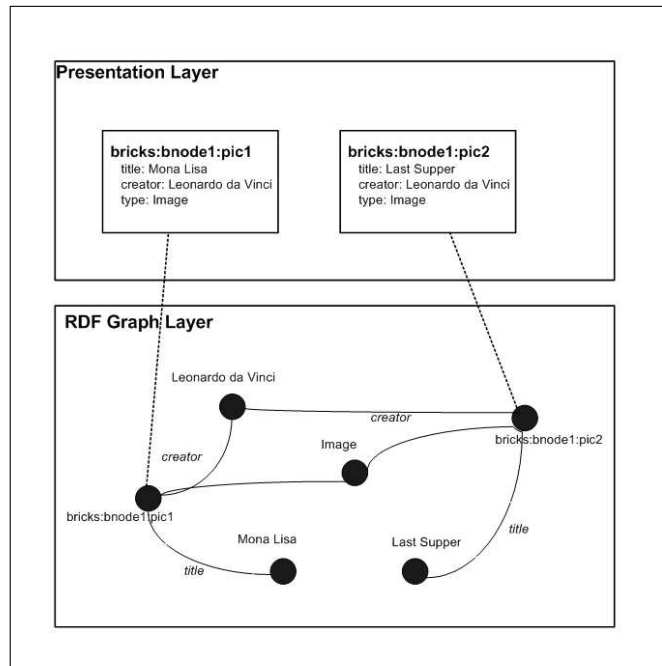 Presentation Layer
bricks:bnode1:pic1
title: Mona Lisa
creator: Leonardo da Vinci
type: Image
bricks:bnode1:pic2
title: Last Supper
creator: Leonardo da Vinci
type: Image
RDF Graph Layer
Leonardo da Vinci
creator
bricks:bnode1:pic2
Image
creator
bricks:bnode1:pic1
Mona Lisa
Last Supper
title
title